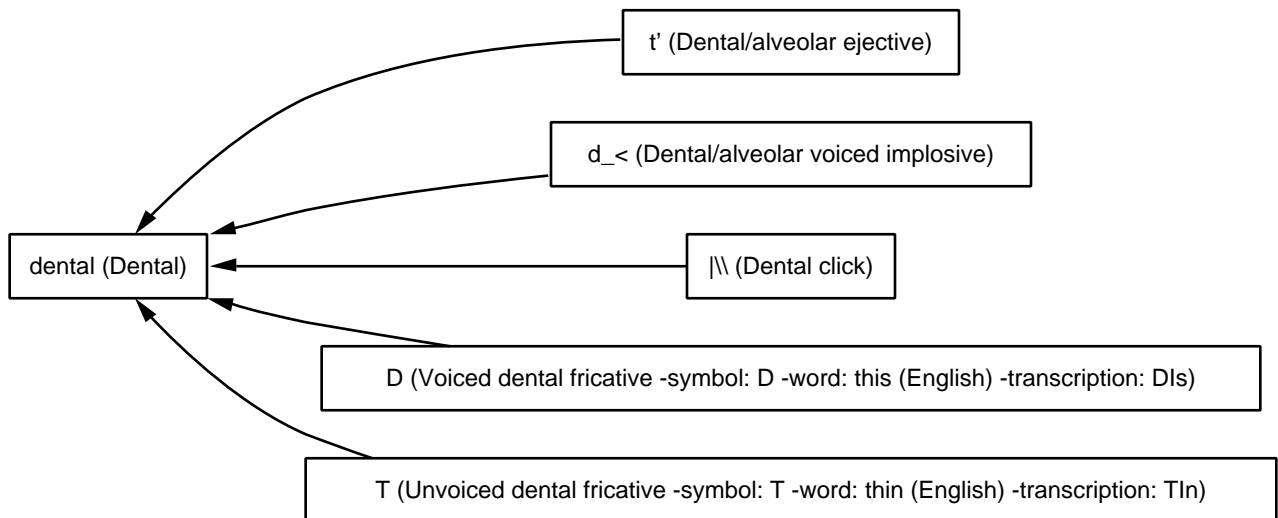 t’ (Dental/alveolar ejective)
d_< (Dental/alveolar voiced implosive)
dental (Dental)
|\\ (Dental click)
D (Voiced dental fricative -symbol: D -word: this (English) -transcription: DIs)
T (Unvoiced dental fricative -symbol: T -word: thin (English) -transcription: TIn)